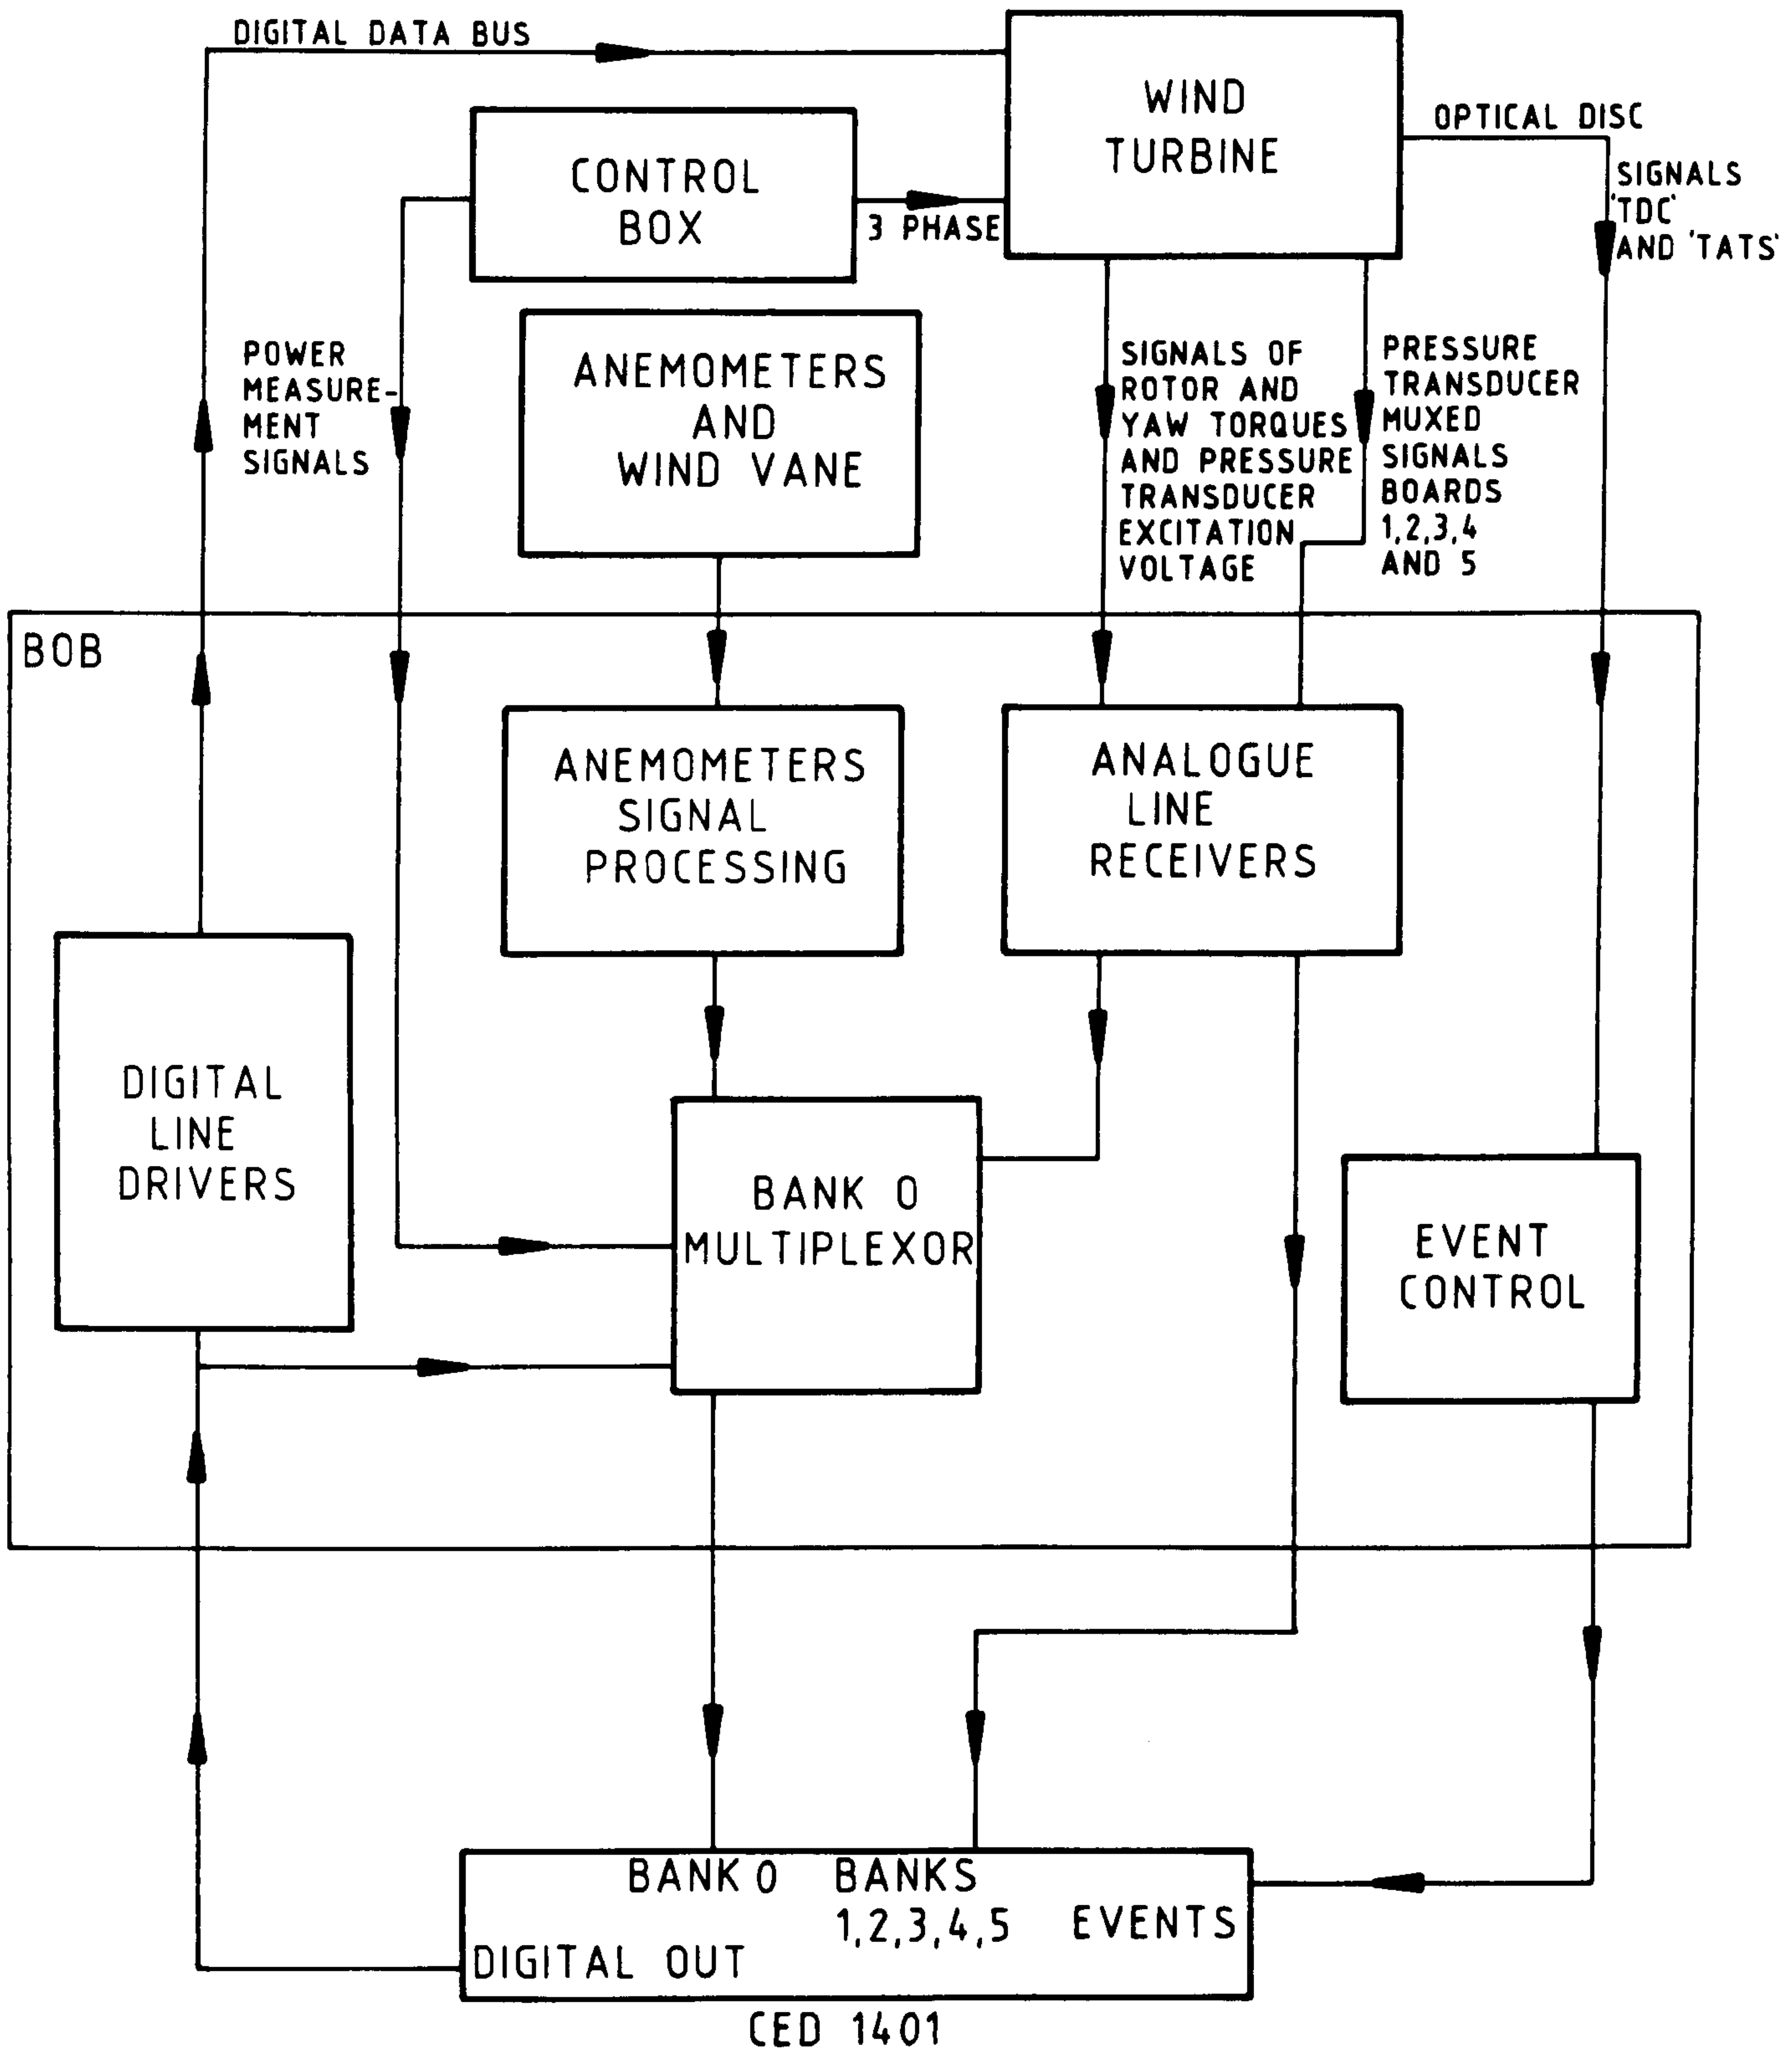 DIGITAL DATA BUS
WIND
TURBINE
OPTICAL DISC
SIGNALS
'TDC'
AND 'TATS'
CONTROL
BOX
3 PHASE
POWER
MEASURE-
MENT
SIGNALS
ANEMOMETERS
AND
WIND VANE
SIGNALS OF
ROTOR AND
YAW TORQUES
AND PRESSURE
TRANSDUCER
EXCITATION
VOLTAGE
PRESSURE
TRANSDUCER
MUXED
SIGNALS
BOARDS
1,2,3,4
AND 5
BOB
ANEMOMETERS
SIGNAL
PROCESSING
ANALOGUE
LINE
RECEIVERS
DIGITAL
LINE
DRIVERS
BANK 0
MULTIPLEXOR
EVENT
CONTROL
BANK 0
BANKS
1,2,3,4,5
EVENTS
DIGITAL OUT
CED 1401